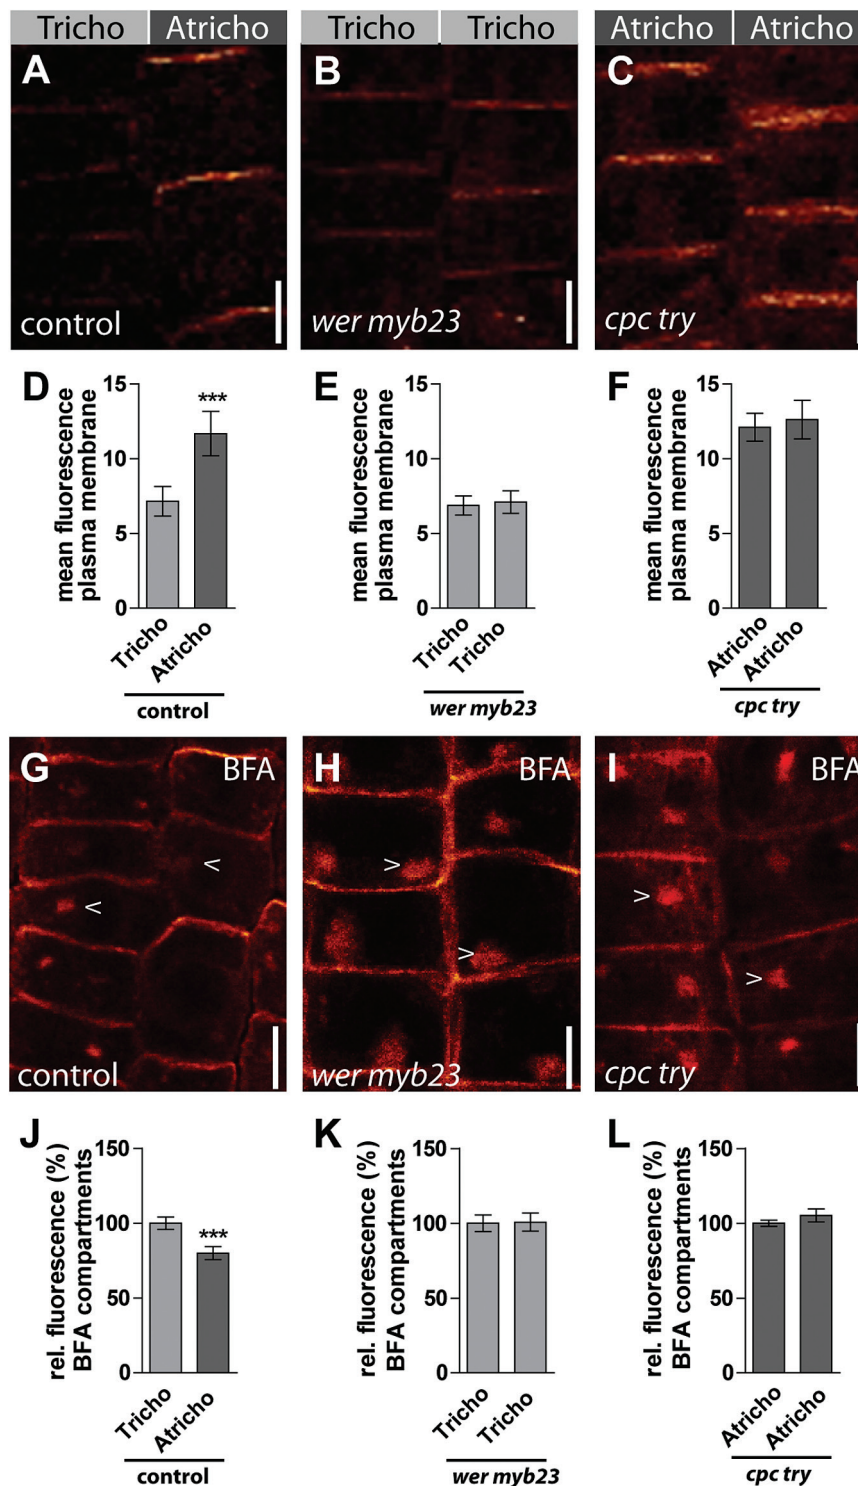 Tricho Atricho Tricho Tricho Atricho Atricho
A B C
control wer myb23 cpc try
D E F
mean fluorescence
plasma membrane
15
10
5
0
***
Tricho
Atricho
control
mean fluorescence
plasma membrane
15
10
5
0
Tricho
Tricho
wer myb23
mean fluorescence
plasma membrane
15
10
5
0
Atricho
Atricho
cpc try
G BFA H BFA I BFA
< < > > > >
control wer myb23 cpc try
J K L
rel. fluorescence (%)
BFA compartments
150
100
50
0
***
Tricho
Atricho
control
rel. fluorescence (%)
BFA compartments
150
100
50
0
Tricho
Tricho
wer myb23
rel. fluorescence (%)
BFA compartments
150
100
50
0
Atricho
Atricho
cpc try